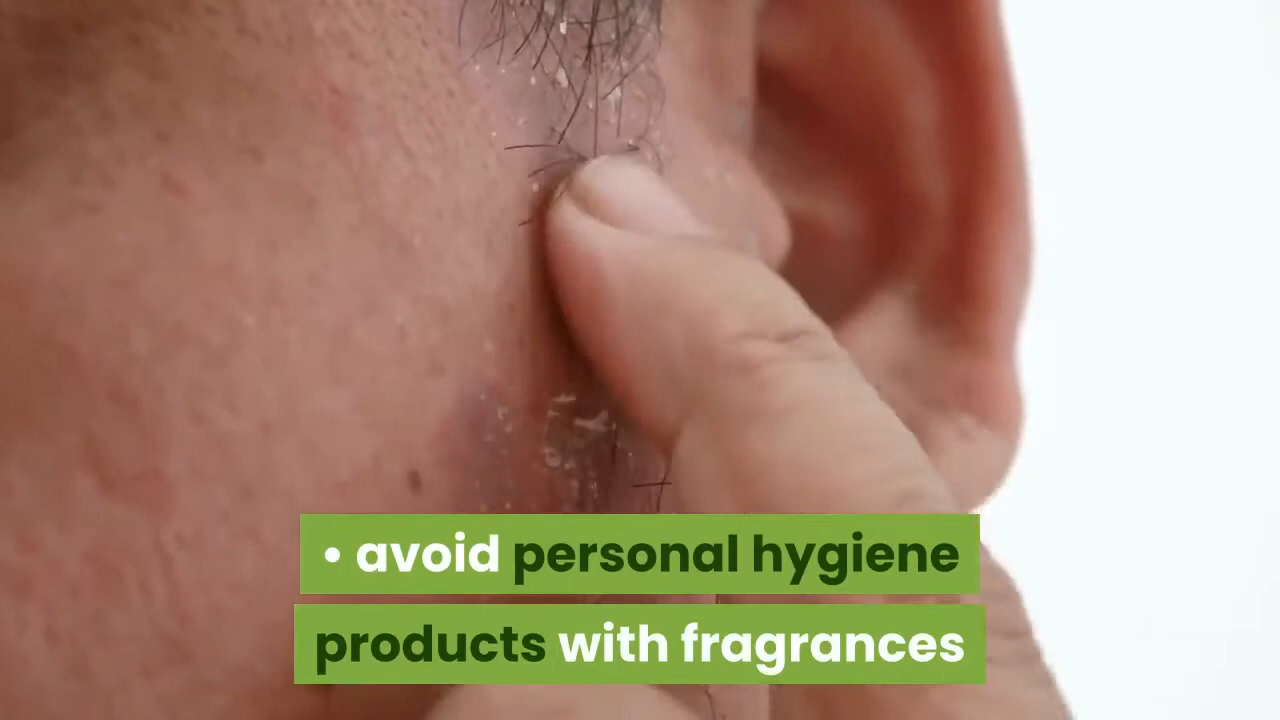 • avoid personal hygiene
products with fragrances